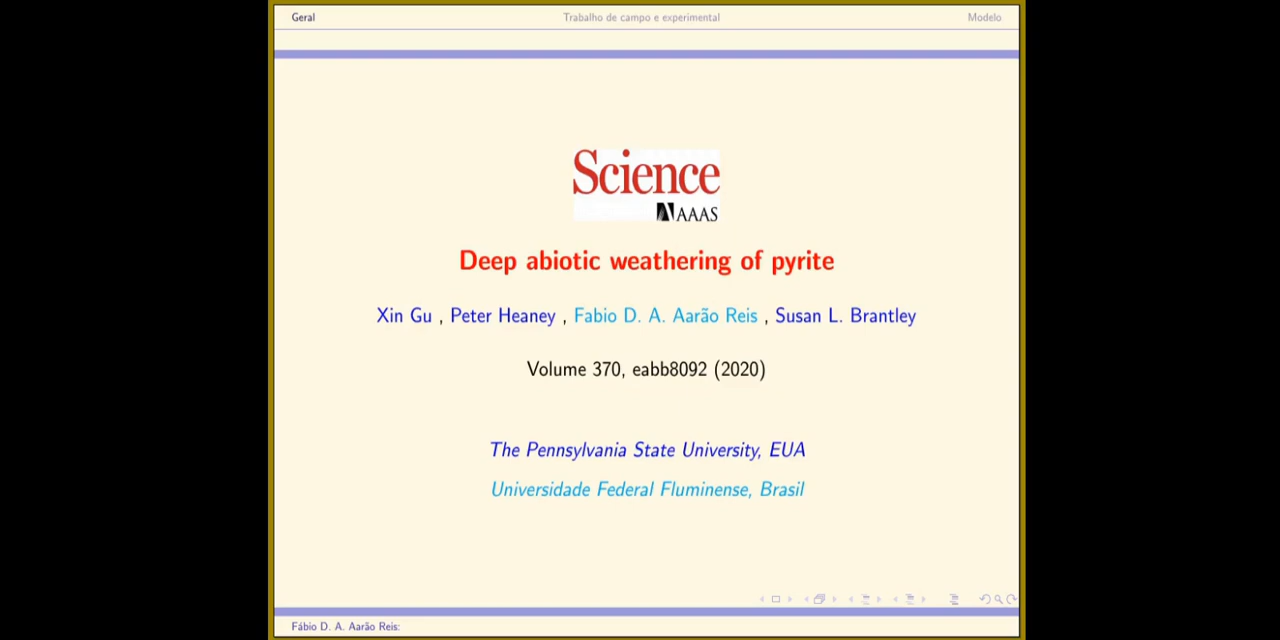 Geral Trabalho de campo e experimental Modelo
Science
AAAS
Deep abiotic weathering of pyrite
Xin Gu , Peter Heaney , Fabio D. A. Aarão Reis , Susan L. Brantley
Volume 370, eabb8092 (2020)
The Pennsylvania State University, EUA
Universidade Federal Fluminense, Brasil
Fábio D. A. Aarão Reis: